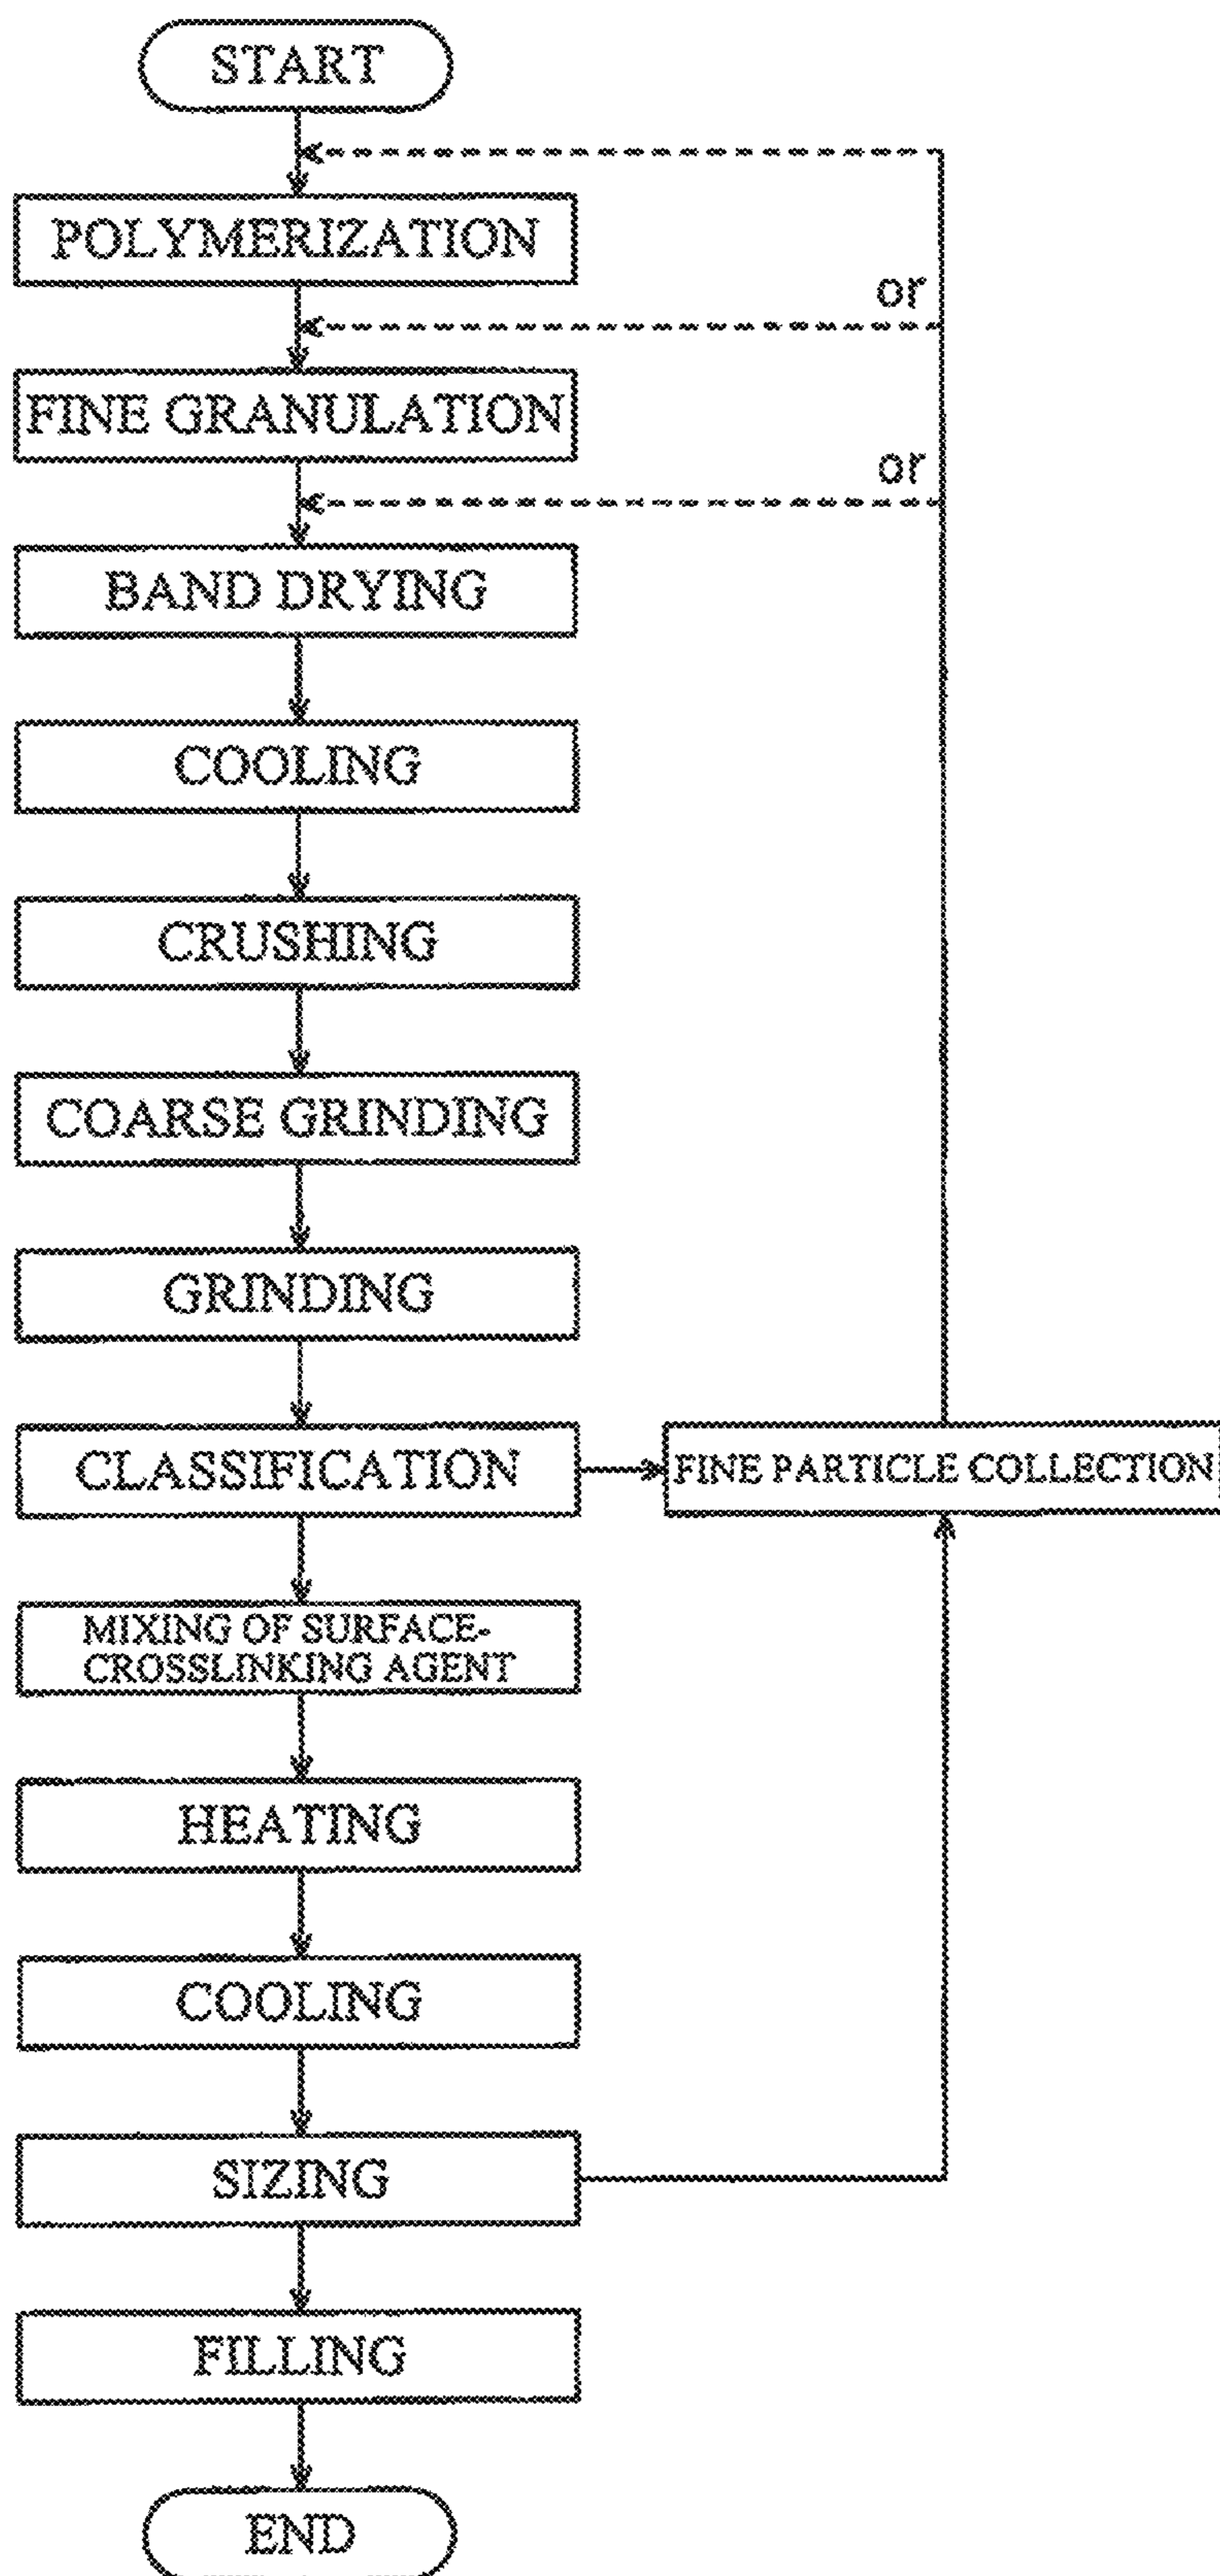 START
POLYMERIZATION
or
FINE GRANULATION
or
BAND DRYING
COOLING
CRUSHING
COARSE GRINDING
GRINDING
CLASSIFICATION
FINE PARTICLE COLLECTION
MIXING OF SURFACE-
CROSSLINKING AGENT
HEATING
COOLING
SIZING
FILLING
END